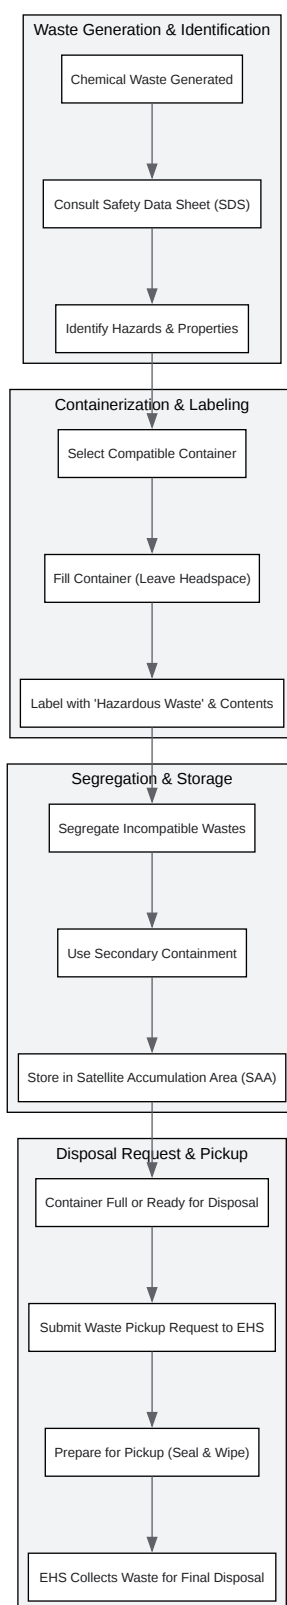 Waste Generation & Identification
Chemical Waste Generated
Consult Safety Data Sheet (SDS)
Identify Hazards & Properties
Containerization & Labeling
Select Compatible Container
Fill Container (Leave Headspace)
Label with 'Hazardous Waste' & Contents
Segregation & Storage
Segregate Incompatible Wastes
Use Secondary Containment
Store in Satellite Accumulation Area (SAA)
Disposal Request & Pickup
Container Full or Ready for Disposal
Submit Waste Pickup Request to EHS
Prepare for Pickup (Seal & Wipe)
EHS Collects Waste for Final Disposal